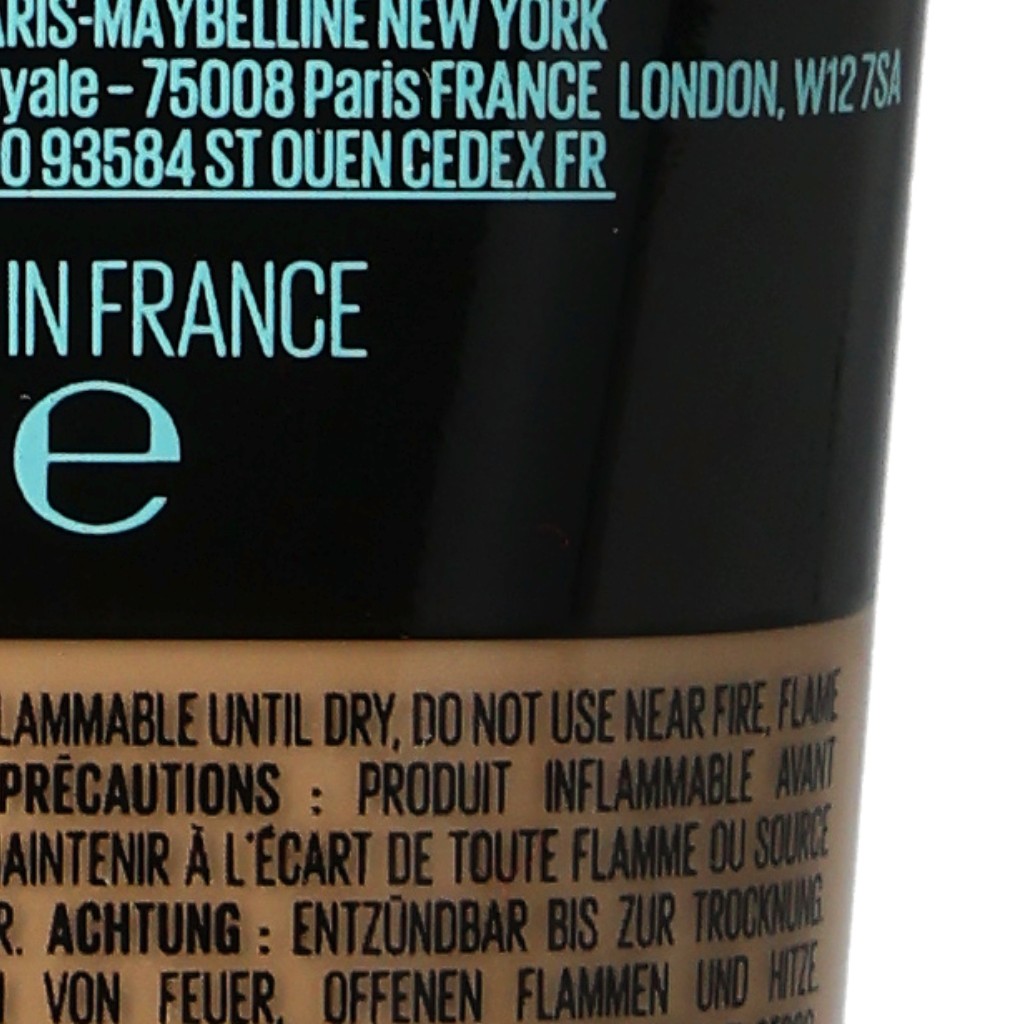 ARIS-MAYBELLINE NEW YORK
yale – 75008 Paris FRANCE LONDON, W12 7SA
0 93584 ST OUEN CEDEX FR
IN FRANCE
e
LAMMABLE UNTIL DRY, DO NOT USE NEAR FIRE, FLAME
PRÉCAUTIONS : PRODUIT INFLAMMABLE AVANT
AINTENIR À L'ÉCART DE TOUTE FLAMME OU SOURCE
R. ACHTUNG : ENTZÜNDBAR BIS ZUR TROCKNUNG.
VON FEUER, OFFENEN FLAMMEN UND HITZE